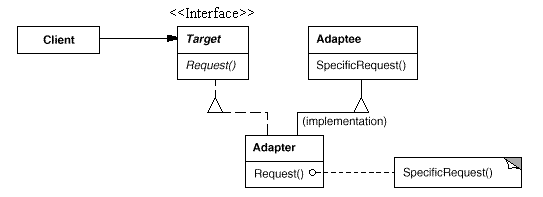 <<Interface>>
Client
Target
Request()
Adaptee
SpecificRequest()
(implementation)
Adapter
Request()
SpecificRequest()